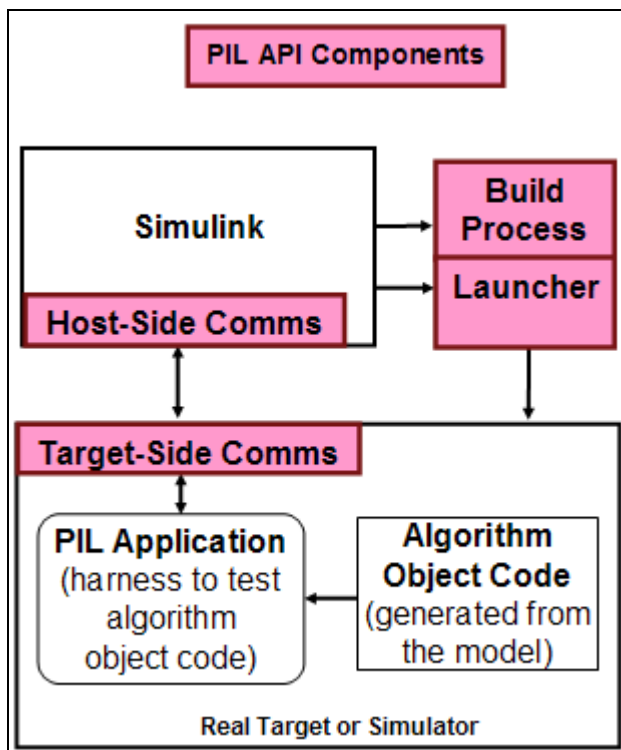 PIL API Components
Simulink
Build
Process
Launcher
Host-Side Comms
Target-Side Comms
PIL Application
(harness to test
algorithm
object code)
Algorithm
Object Code
(generated from
the model)
Real Target or Simulator